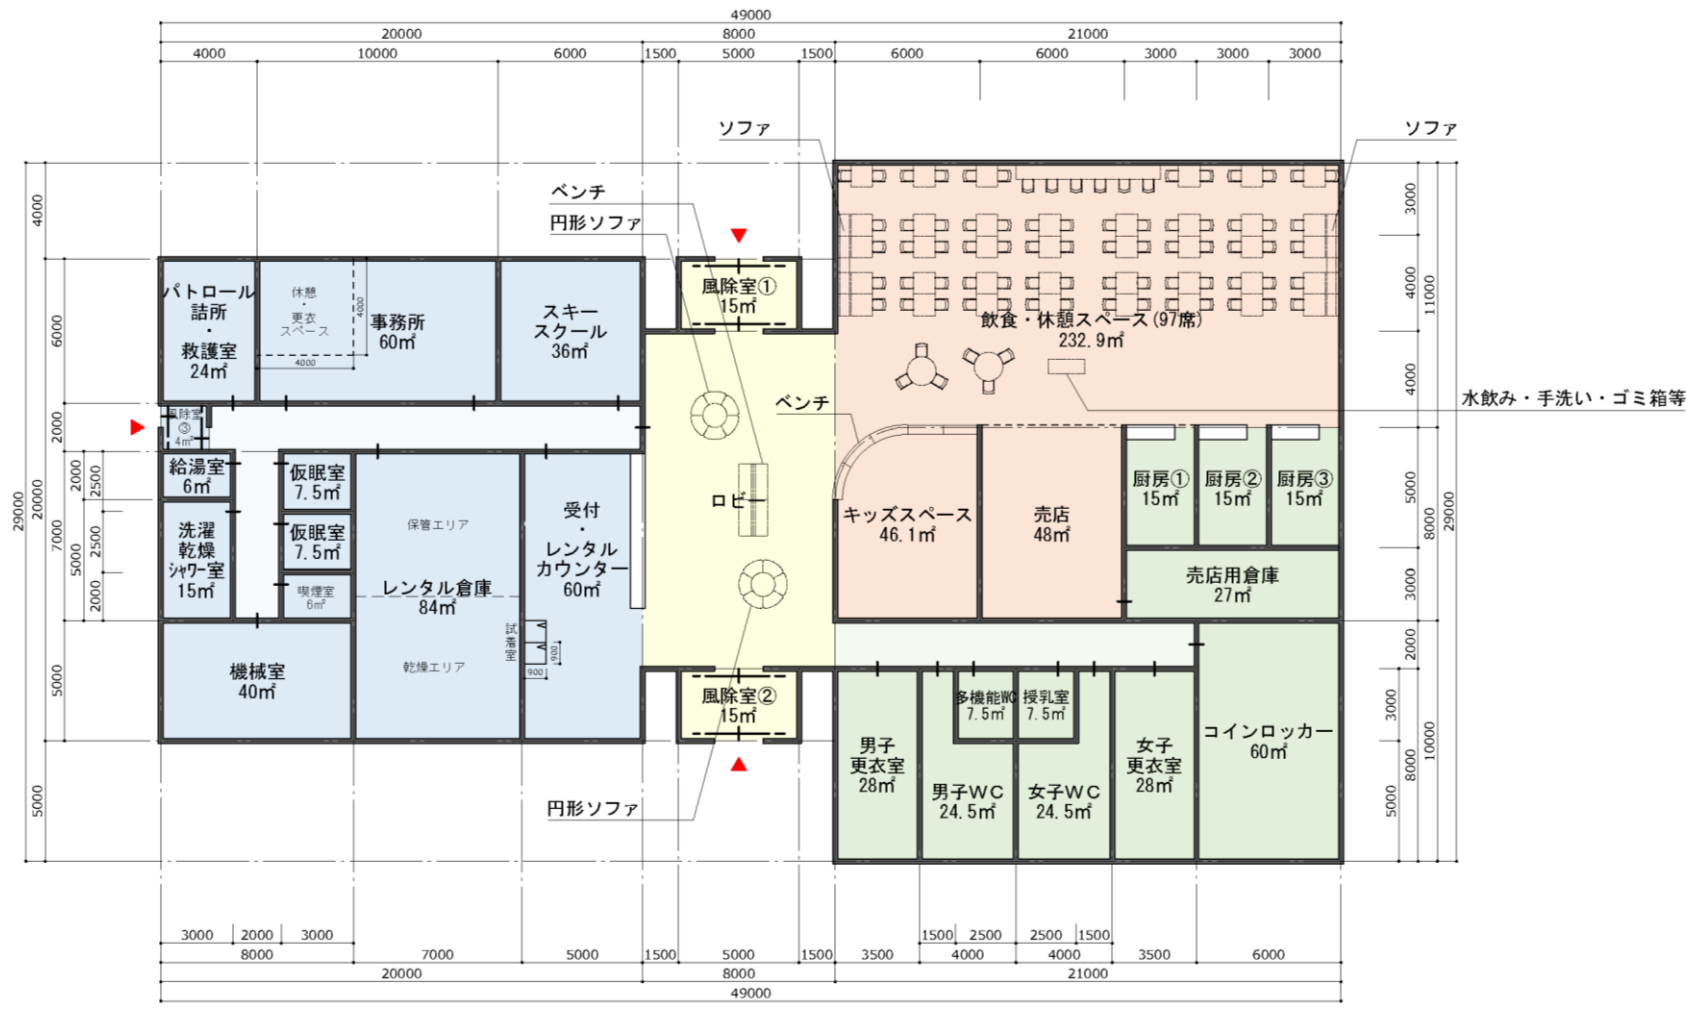 49000
20000
8000
21000
4000
10000
6000
1500
5000
1500
6000
6000
3000
3000
3000
ソファ
ソファ
ベンチ
円形ソファ
29000
4000
20000
5000
6000
2000
7000
5000
2000
5000
2500
2500
2000
パトロール
詰所
・
救護室
24㎡
休憩
・
更衣
スペース
4000
4000
事務所
60㎡
スキー
スクール
36㎡
風除室①
15㎡
飲食・休憩スペース(97席)
232.9㎡
3000
4000
4000
11000
水飲み・手洗い・ゴミ箱等
ベンチ
風除室
③
4㎡
給湯室
6㎡
洗濯
乾燥
シャワー室
15㎡
仮眠室
7.5㎡
仮眠室
7.5㎡
喫煙室
6㎡
機械室
40㎡
保管エリア
レンタル倉庫
84㎡
乾燥エリア
受付
・
レンタル
カウンター
60㎡
試着室
900
900
ロビー
キッズスペース
46.1㎡
売店
48㎡
厨房①
15㎡
厨房②
15㎡
厨房③
15㎡
売店用倉庫
27㎡
5000
3000
8000
29000
2000
3000
5000
8000
10000
風除室②
15㎡
円形ソファ
男子
更衣室
28㎡
多機能WC
7.5㎡
授乳室
7.5㎡
男子WC
24.5㎡
女子WC
24.5㎡
女子
更衣室
28㎡
コインロッカー
60㎡
3000
2000
3000
1500
2500
2500
1500
8000
7000
5000
1500
5000
1500
3500
4000
4000
3500
6000
20000
8000
21000
49000